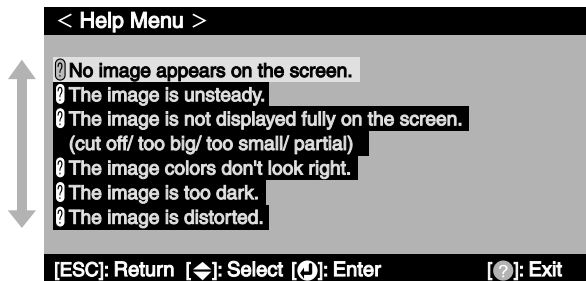 < Help Menu >
? No image appears on the screen.
? The image is unsteady.
? The image is not displayed fully on the screen.
(cut off/ too big/ too small/ partial)
? The image colors don't look right.
? The image is too dark.
? The image is distorted.
[ESC]: Return [◆]: Select [⏎]: Enter [?]: Exit